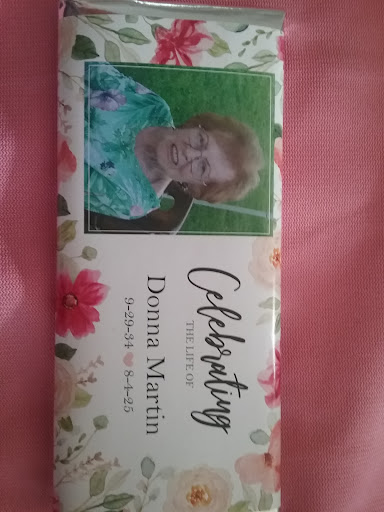 Celebrating
THE LIFE OF
Donna Martin
9-29-34 ♥ 8-4-25